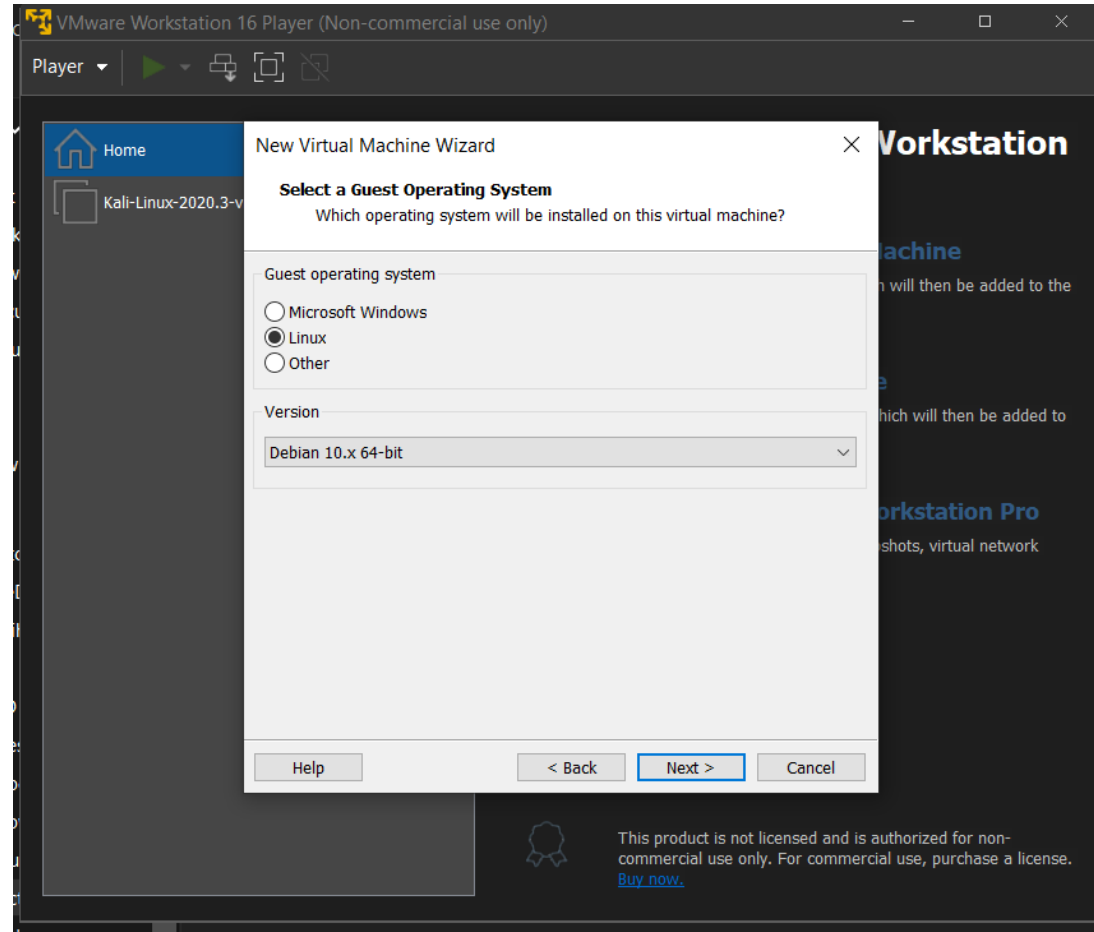 VMware Workstation 16 Player (Non-commercial use only)
Player
Home
Kali-Linux-2020.3-v
New Virtual Machine Wizard
Select a Guest Operating System
Which operating system will be installed on this virtual machine?
Guest operating system
Microsoft Windows
Linux
Other
Version
Debian 10.x 64-bit
Help
< Back
Next >
Cancel
Workstation
achine
will then be added to the
hich will then be added to
orkstation Pro
shots, virtual network
This product is not licensed and is authorized for non-
commercial use only. For commercial use, purchase a license.
Buy now.